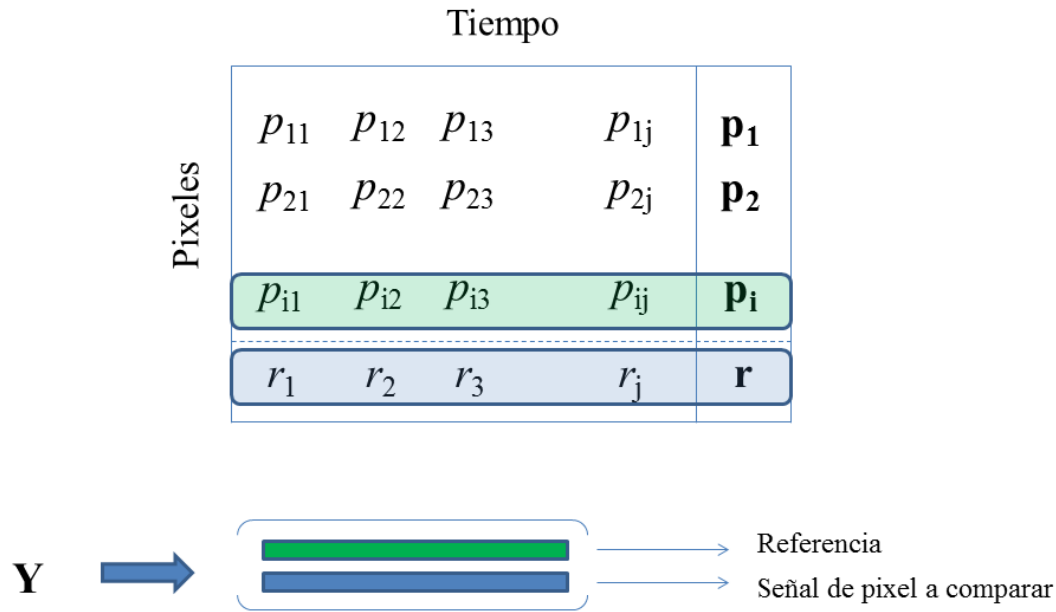 Tiempo
Pixeles
p11 p12 p13 p1j p1
p21 p22 p23 p2j p2
pi1 pi2 pi3 pij pi
r1 r2 r3 rj r
Y
Referencia
Señal de pixel a comparar